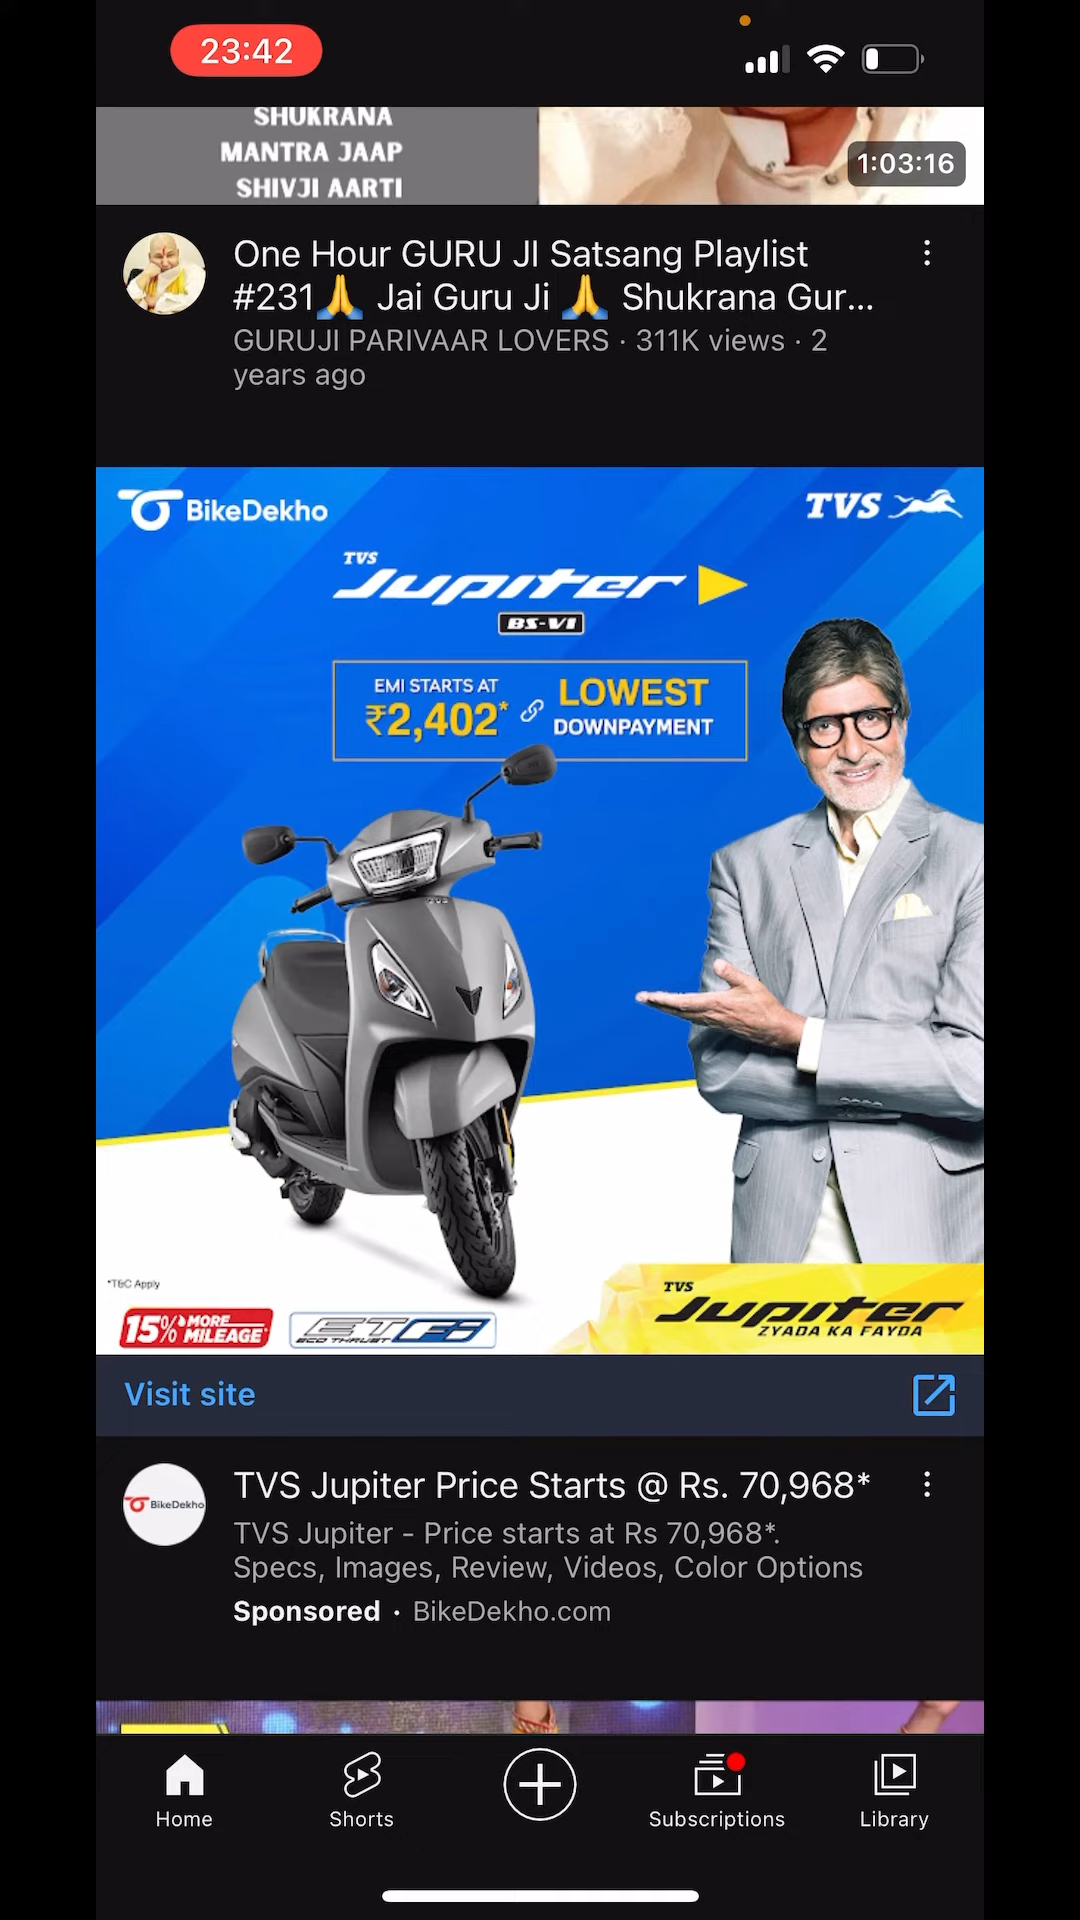 23:42
SHUKRANA
MANTRA JAAP
SHIVJI AARTI
1:03:16
One Hour GURU JI Satsang Playlist
#231🙏 Jai Guru Ji 🙏 Shukrana Gur...
GURUJI PARIVAAR LOVERS · 311K views · 2
years ago
BikeDekho
TVS
TVS
Jupiter
BS-VI
EMI STARTS AT
₹2,402*
LOWEST
DOWNPAYMENT
*T&C Apply
15% MORE
MILEAGE*
ETFi
ECO THRUST
TVS
Jupiter
ZYADA KA FAYDA
Visit site
BikeDekho
TVS Jupiter Price Starts @ Rs. 70,968*
TVS Jupiter - Price starts at Rs 70,968*.
Specs, Images, Review, Videos, Color Options
Sponsored · BikeDekho.com
Home
Shorts
Subscriptions
Library